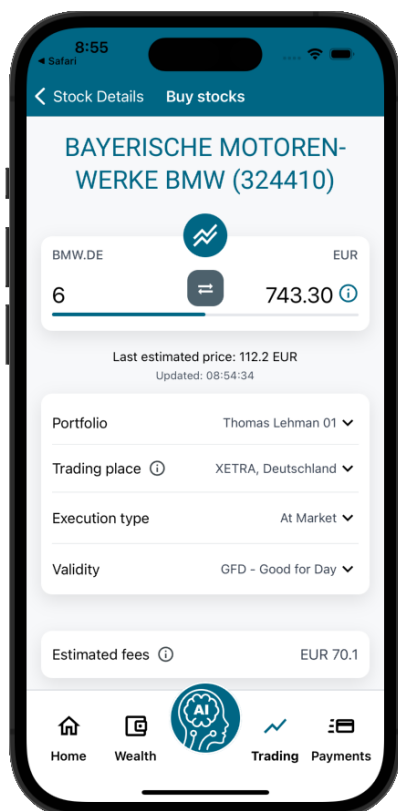 8:55
◀ Safari
Stock Details Buy stocks
BAYERISCHE MOTOREN-
WERKE BMW (324410)
BMW.DE EUR
6 743.30
Last estimated price: 112.2 EUR
Updated: 08:54:34
Portfolio Thomas Lehman 01
Trading place XETRA, Deutschland
Execution type At Market
Validity GFD - Good for Day
Estimated fees EUR 70.1
AI
Home Wealth Trading Payments